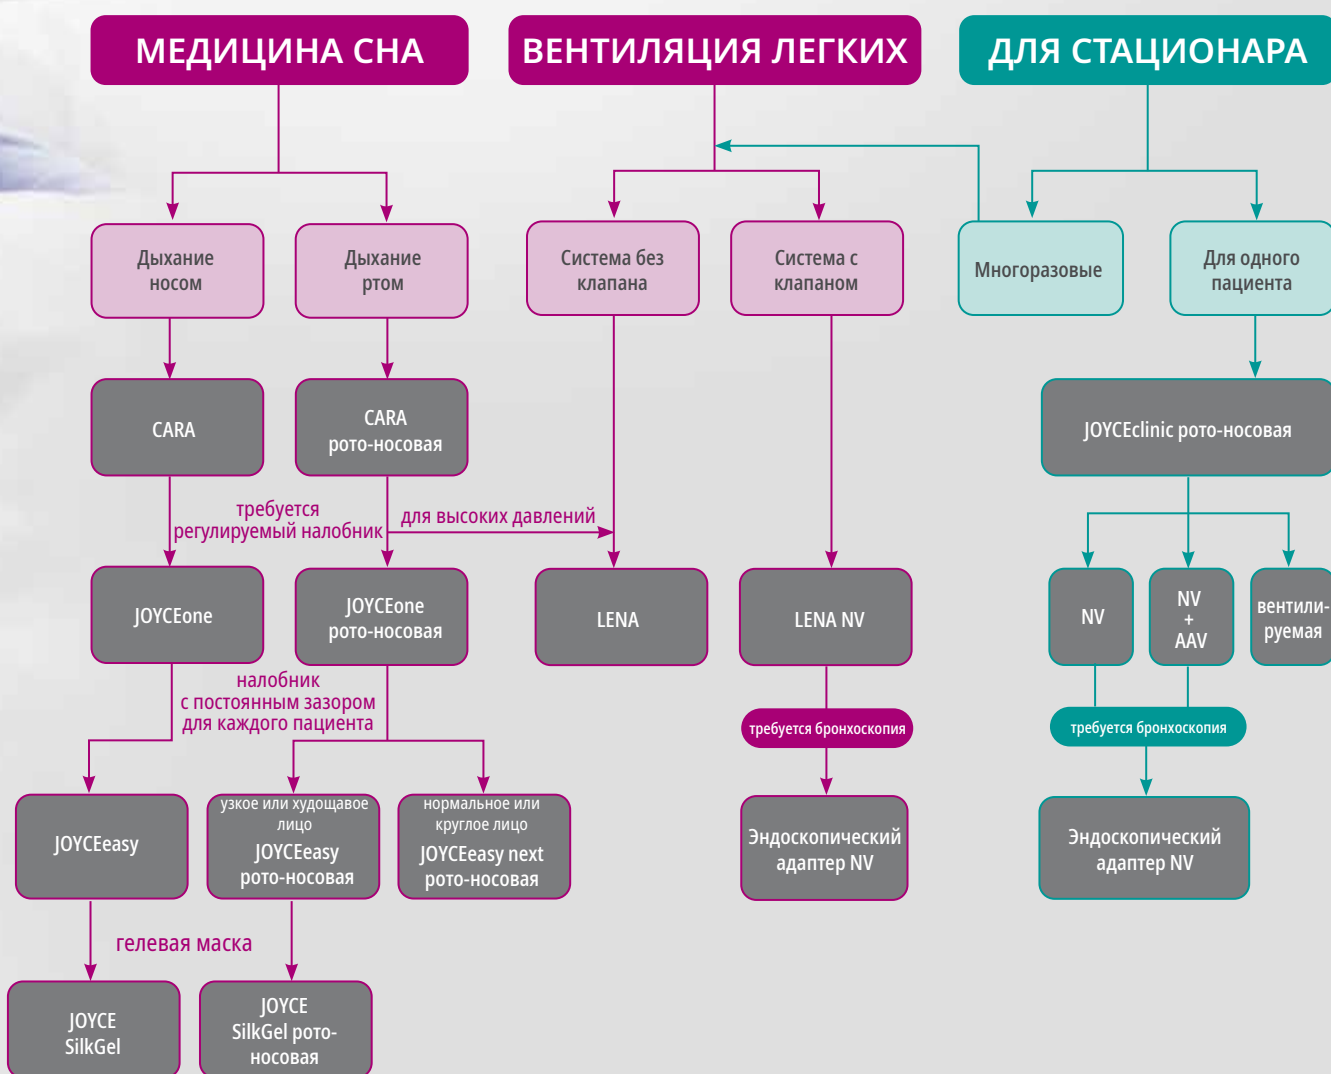 МЕДИЦИНА СНА
ВЕНТИЛЯЦИЯ ЛЕГКИХ
ДЛЯ СТАЦИОНАРА
Дыхание
носом
Дыхание
ртом
Система без
клапана
Система с
клапаном
Многоразовые
Для одного
пациента
CARA
CARA
рото-носовая
JOYCEclinic рото-носовая
требуется
регулируемый налобник
для высоких давлений
JOYCEone
JOYCEone
рото-носовая
LENA
LENA NV
NV
NV
+
AAV
вентили-
руемая
налобник
с постоянным зазором
для каждого пациента
требуется бронхоскопия
требуется бронхоскопия
JOYCEeasy
узкое или худощавое
лицо
JOYCEeasy
рото-носовая
нормальное или
круглое лицо
JOYCEeasy next
рото-носовая
Эндоскопический
адаптер NV
Эндоскопический
адаптер NV
гелевая маска
JOYCE
SilkGel
JOYCE
SilkGel рото-
носовая